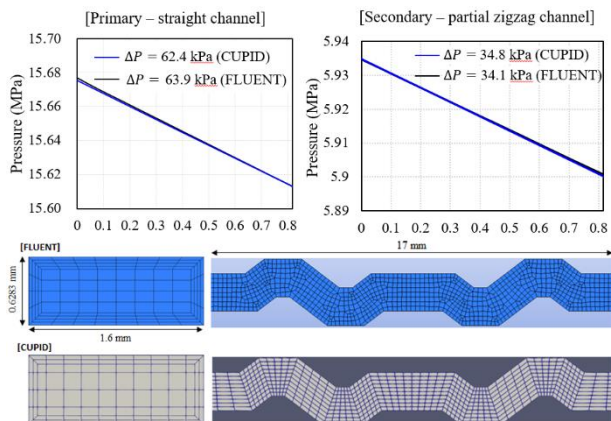 [Primary – straight channel]
[Secondary – partial zigzag channel]
15.70
15.68
15.66
15.64
15.62
15.60
Pressure (MPa)
ΔP = 62.4 kPa (CUPID)
ΔP = 63.9 kPa (FLUENT)
0 0.1 0.2 0.3 0.4 0.5 0.6 0.7 0.8
5.94
5.93
5.92
5.91
5.9
5.89
Pressure (MPa)
ΔP = 34.8 kPa (CUPID)
ΔP = 34.1 kPa (FLUENT)
0 0.1 0.2 0.3 0.4 0.5 0.6 0.7 0.8
[FLUENT]
17 mm
0.6283 mm
1.6 mm
[CUPID]